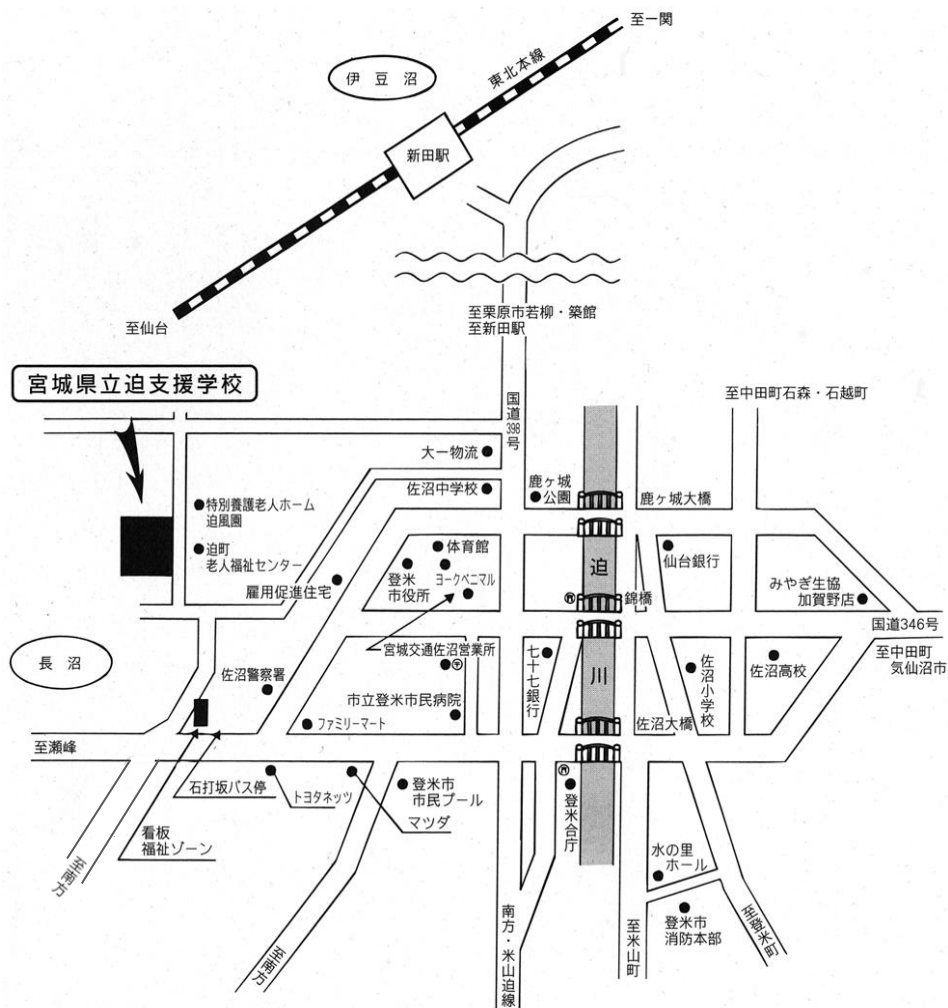 至一関
東北本線
伊豆沼
新田駅
至仙台
至栗原市若柳・築館
至新田駅
宮城県立迫支援学校
国道398号
至中田町石森・石越町
大一物流
佐沼中学校
鹿ヶ城
公園
鹿ヶ城大橋
特別養護老人ホーム
迫風園
迫町
老人福祉センター
体育館
仙台銀行
雇用促進住宅
登米
市役所
ヨークベニマル
迫川
錦橋
みやぎ生協
加賀野店
国道346号
長沼
宮城交通佐沼営業所
佐沼警察署
七十七銀行
佐沼小学校
佐沼高校
至中田町
気仙沼市
市立登米市民病院
ファミリーマート
佐沼大橋
至瀬峰
石打坂バス停
トヨタネッツ
マツダ
登米市
市民プール
登米合庁
看板
福祉ゾーン
水の里
ホール
至南方
至南方
南方・米山迫線
至米山町
登米市
消防本部
至登米町